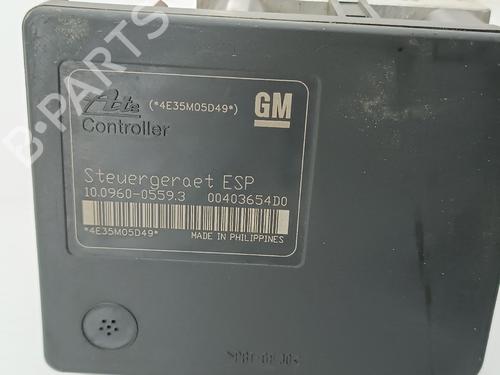 Ate (*4E35M05D49*) GM
Controller
Steuergeraet ESP
10.0960-0559.3 00403654D0
*4E35M05D49* MADE IN PHILIPPINES
B-PARTS